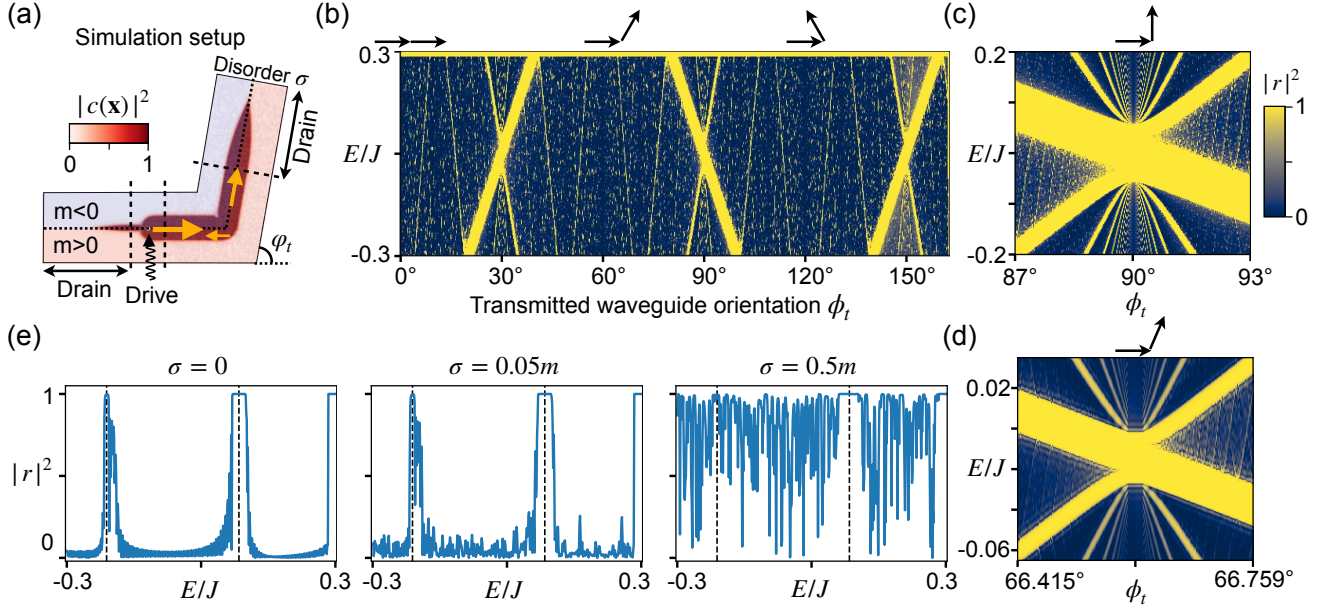 (a)
Simulation setup
|c(x)|²
0 1
m<0
m>0
Drain
Drive
Disorder σ
Drain
φt
(b)
0.3
E/J
-0.3
0° 30° 60° 90° 120° 150°
Transmitted waveguide orientation ϕt
(c)
0.2
E/J
-0.2
87° 90° 93°
ϕt
|r|²
1
0
(d)
0.02
E/J
-0.06
66.415° 66.759°
ϕt
(e)
σ = 0
σ = 0.05m
σ = 0.5m
1
|r|²
0
-0.3 0.3
E/J
-0.3 0.3
E/J
-0.3 0.3
E/J